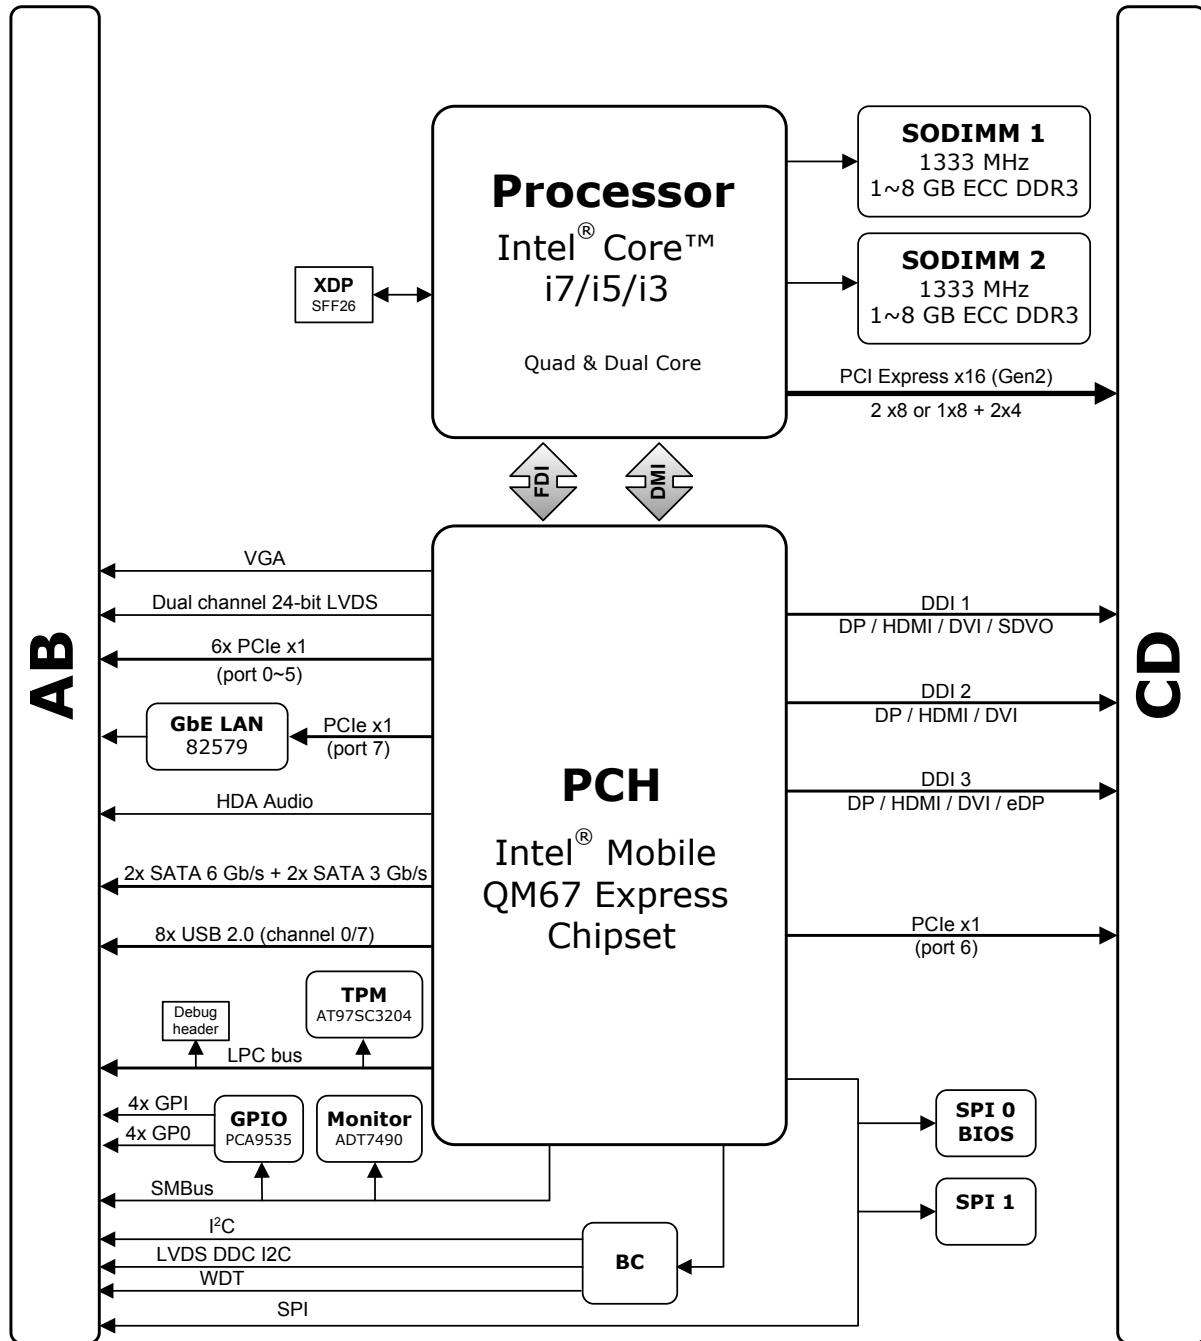 SODIMM 1
1333 MHz
1~8 GB ECC DDR3
Processor
Intel® Core™
i7/i5/i3
Quad & Dual Core
SODIMM 2
1333 MHz
1~8 GB ECC DDR3
XDP
SFF26
PCI Express x16 (Gen2)
2 x8 or 1x8 + 2x4
FDI
DMI
AB
CD
VGA
Dual channel 24-bit LVDS
6x PCIe x1
(port 0~5)
GbE LAN
82579
PCIe x1
(port 7)
HDA Audio
2x SATA 6 Gb/s + 2x SATA 3 Gb/s
8x USB 2.0 (channel 0/7)
PCH
Intel® Mobile
QM67 Express
Chipset
DDI 1
DP / HDMI / DVI / SDVO
DDI 2
DP / HDMI / DVI
DDI 3
DP / HDMI / DVI / eDP
PCIe x1
(port 6)
TPM
AT97SC3204
Debug
header
LPC bus
4x GPI
4x GP0
GPIO
PCA9535
Monitor
ADT7490
SMBus
I²C
LVDS DDC I2C
WDT
SPI
BC
SPI 0
BIOS
SPI 1